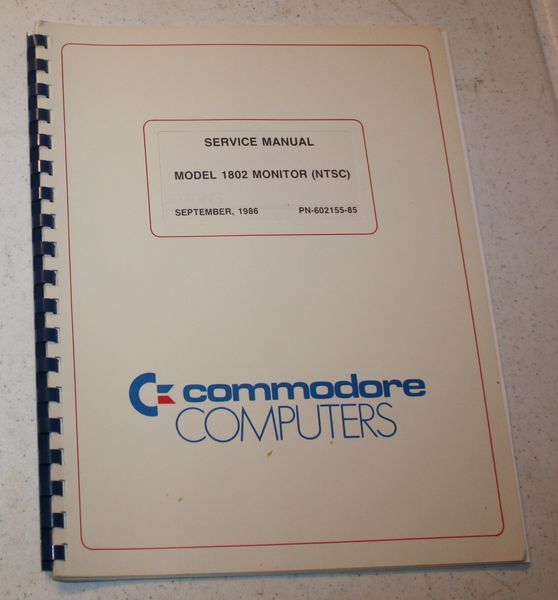 SERVICE MANUAL
MODEL 1802 MONITOR (NTSC)
SEPTEMBER, 1986 PN-602155-85
commodore
COMPUTERS